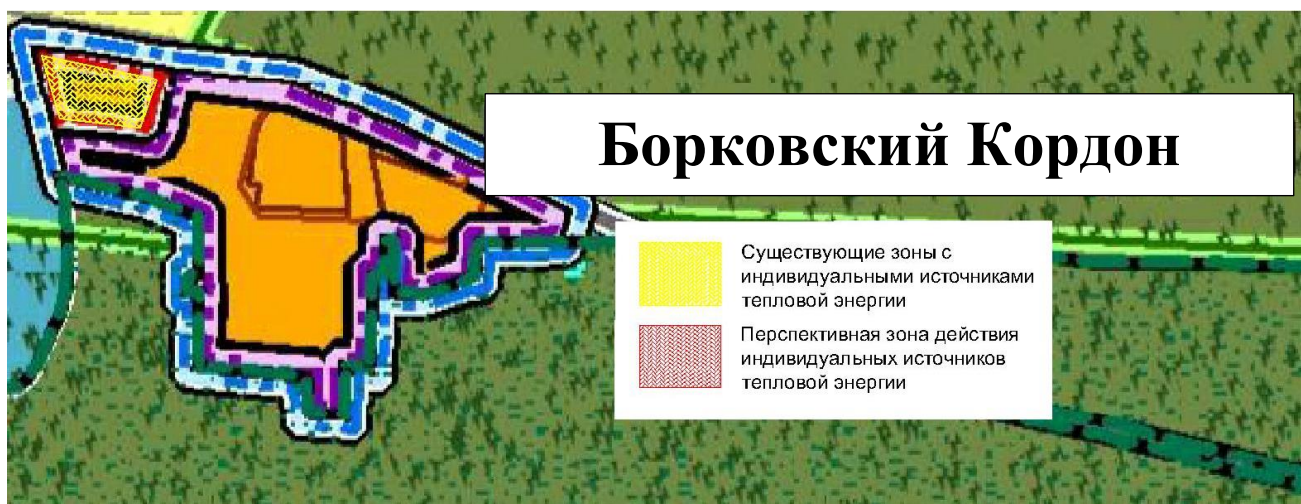 Борковский Кордон
Существующие зоны с
индивидуальными источниками
тепловой энергии
Перспективная зона действия
индивидуальных источников
тепловой энергии